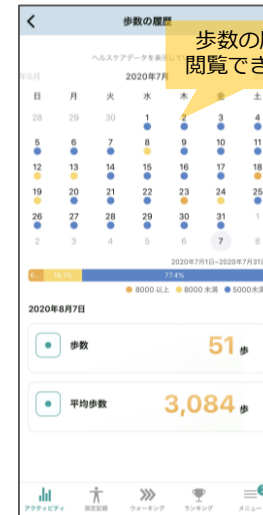 歩数の履歴
歩数の
閲覧でき
ヘルスケアデータを表示し
年6月 2020年7月
日 月 火 水 木 金 土
28 29 30 1 2 3 4
5 6 7 8 9 10 11
12 13 14 15 16 17 18
19 20 21 22 23 24 25
26 27 28 29 30 31 1
2 3 4 5 6 7 8
2020年7月1日~2020年7月31日
6... 16.1% 77.4%
8000 以上 8000 未満 5000未満
2020年8月7日
歩数 51 歩
平均歩数 3,084 歩
アクティビティ 測定記録 ウォーキング ランキング メニュー